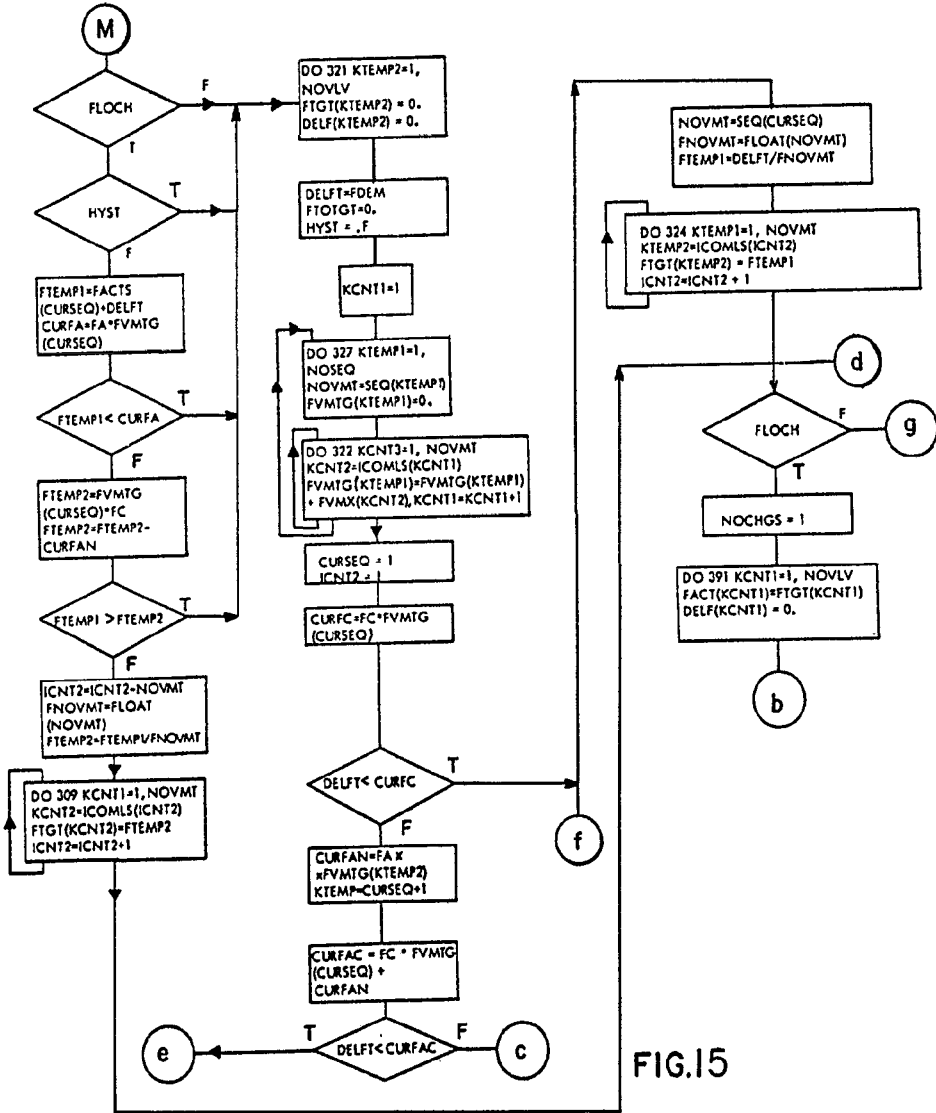 M
FLOCH
F
T
HYST
T
F
FTEMP1=FACTS
(CURSEQ)+DELFT
CURFA=FA*FVMTG
(CURSEQ)
FTEMP1< CURFA
T
F
FTEMP2=FVMTG
(CURSEQ)*FC
FTEMP2=FTEMP2-
CURFAN
FTEMP1 >FTEMP2
T
F
ICNT2=ICNT2-NOVMT
FNOVMT=FLOAT
(NOVMT)
FTEMP2=FTEMP1/FNOVMT
DO 309 KCNT1=1, NOVMT
KCNT2=ICOMLS(ICNT2)
FTGT(KCNT2)=FTEMP2
ICNT2=ICNT2+1
DO 321 KTEMP2=1,
NOVLV
FTGT(KTEMP2) = 0.
DELF(KTEMP2) = 0.
DELFT=FDEM
FTOTGT=0.
HYST = .F
KCNT1=1
DO 327 KTEMP1=1,
NOSEQ
NOVMT=SEQ(KTEMP1)
FVMTG(KTEMP1)=0.
DO 322 KCNT3=1, NOVMT
KCNT2=ICOMLS(KCNT1)
FVMTG(KTEMP1)=FVMTG(KTEMP1)
+ FVMX(KCNT2),KCNT1=KCNT1+1
CURSEQ = 1
ICNT2 =
CURFC=FC*FVMTG
(CURSEQ)
DELFT< CURFC
T
F
CURFAN=FA x
xFVMTG(KTEMP2)
KTEMP=CURSEQ+1
CURFAC = FC * FVMTG
(CURSEQ) +
CURFAN
DELFT< CURFAC
T
F
e
c
f
NOVMT=SEQ(CURSEQ)
FNOVMT=FLOAT(NOVMT)
FTEMP1=DELFT/FNOVMT
DO 324 KTEMP1=1, NOVMT
KTEMP2=ICOMLS(ICNT2)
FTGT(KTEMP2) = FTEMP1
ICNT2=ICNT2 + 1
d
FLOCH
F
g
T
NOCHGS = 1
DO 391 KCNT1=1, NOVLV
FACT(KCNT1)=FTGT(KCNT1)
DELF(KCNT1) = 0.
b
FIG.15